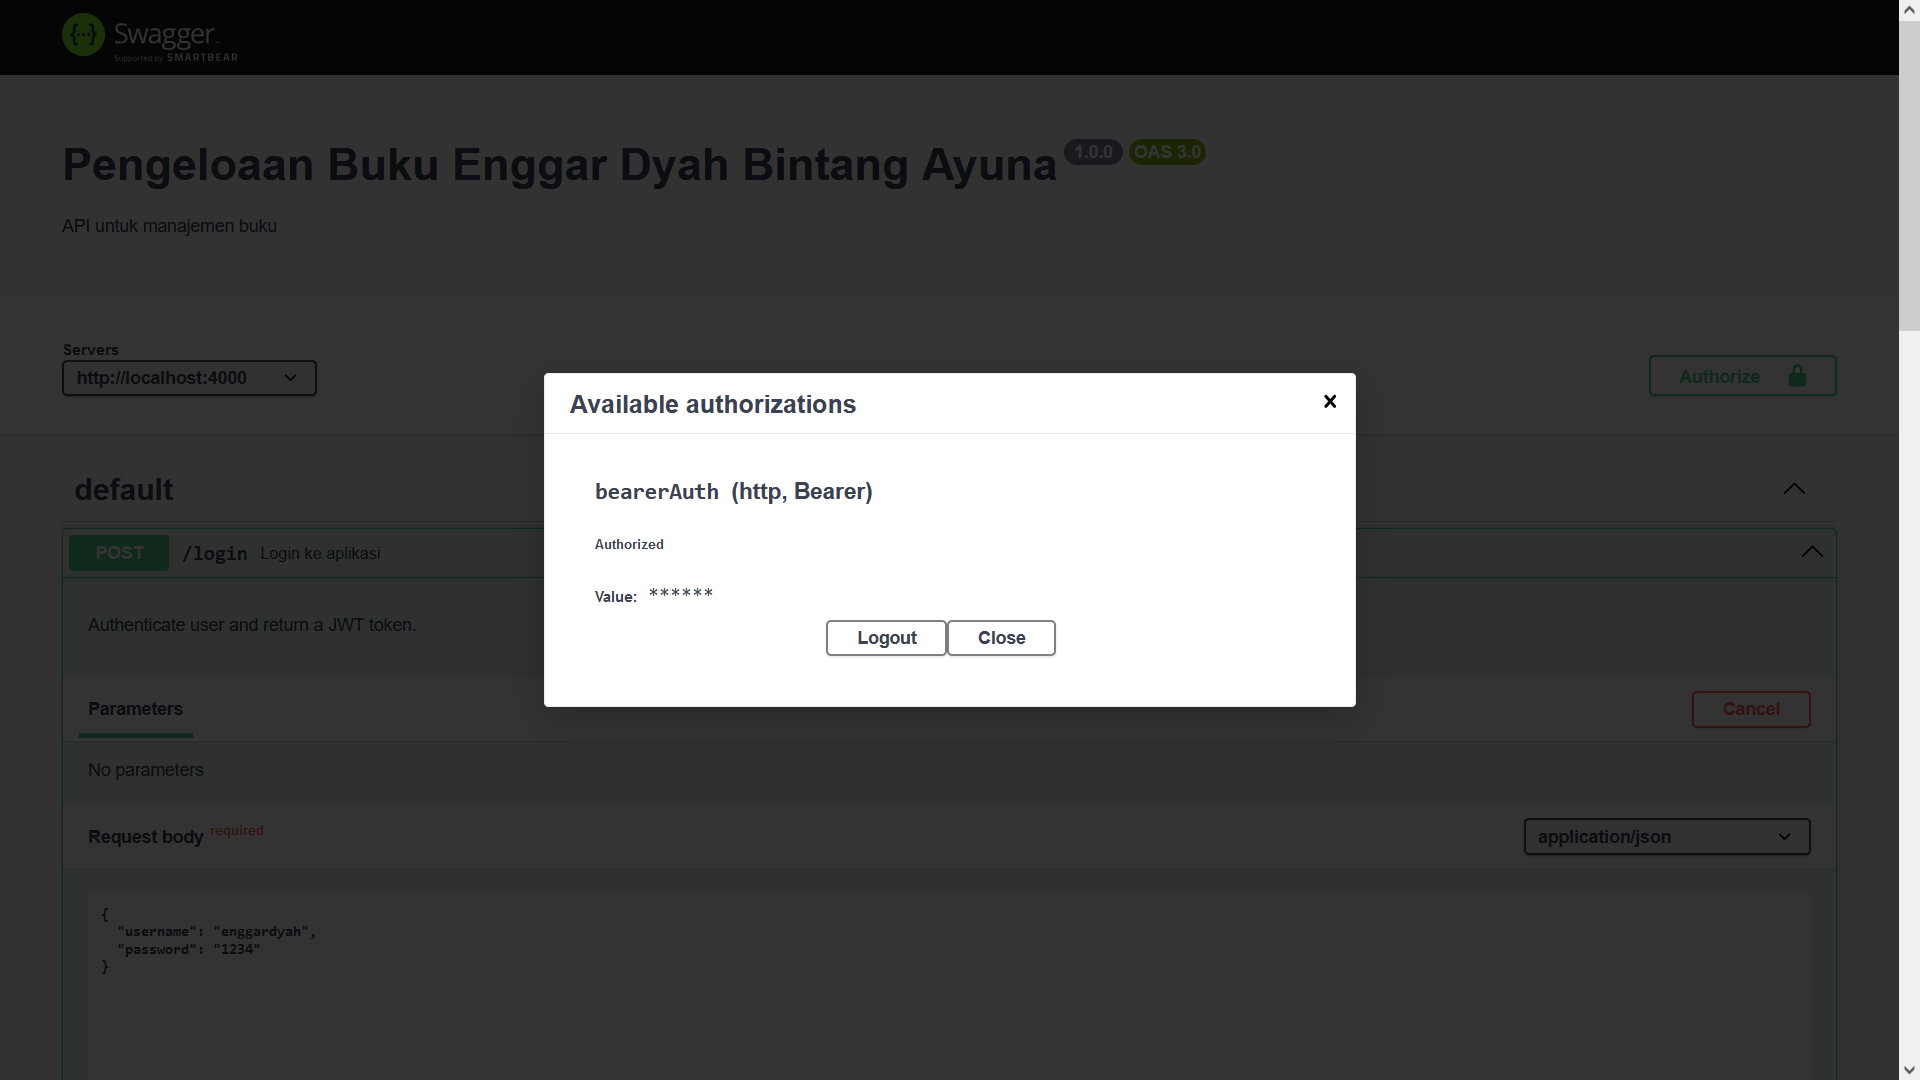 Swagger
Supported by SMARTBEAR
Pengeloaan Buku Enggar Dyah Bintang Ayuna 1.0.0 OAS 3.0
API untuk manajemen buku
Servers
http://localhost:4000
Authorize
Available authorizations
bearerAuth (http, Bearer)
Authorized
Value: ******
Logout Close
default
POST /login Login ke aplikasi
Authenticate user and return a JWT token.
Parameters
Cancel
No parameters
Request body required
application/json
{
"username": "enggardyah",
"password": "1234"
}